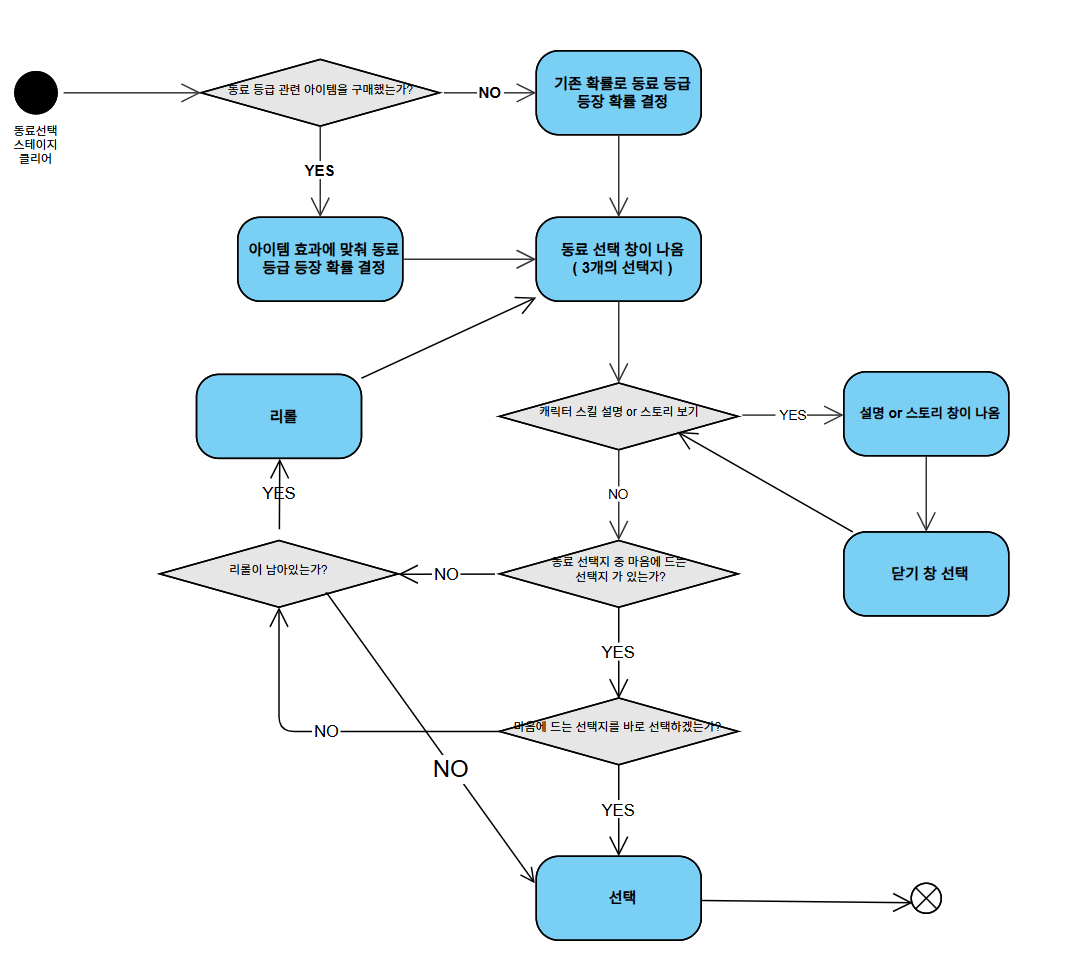 동료선택
스테이지
클리어
동료 등급 관련 아이템을 구매했는가?
NO
기존 확률로 동료 등급
등장 확률 결정
YES
아이템 효과에 맞춰 동료
등급 등장 확률 결정
동료 선택 창이 나옴
( 3개의 선택지 )
리롤
캐릭터 스킬 설명 or 스토리 보기
YES
설명 or 스토리 창이 나옴
YES
NO
리롤이 남아있는가?
NO
동료 선택지 중 마음에 드는
선택지 가 있는가?
닫기 창 선택
YES
마음에 드는 선택지를 바로 선택하겠는가?
NO
NO
YES
선택